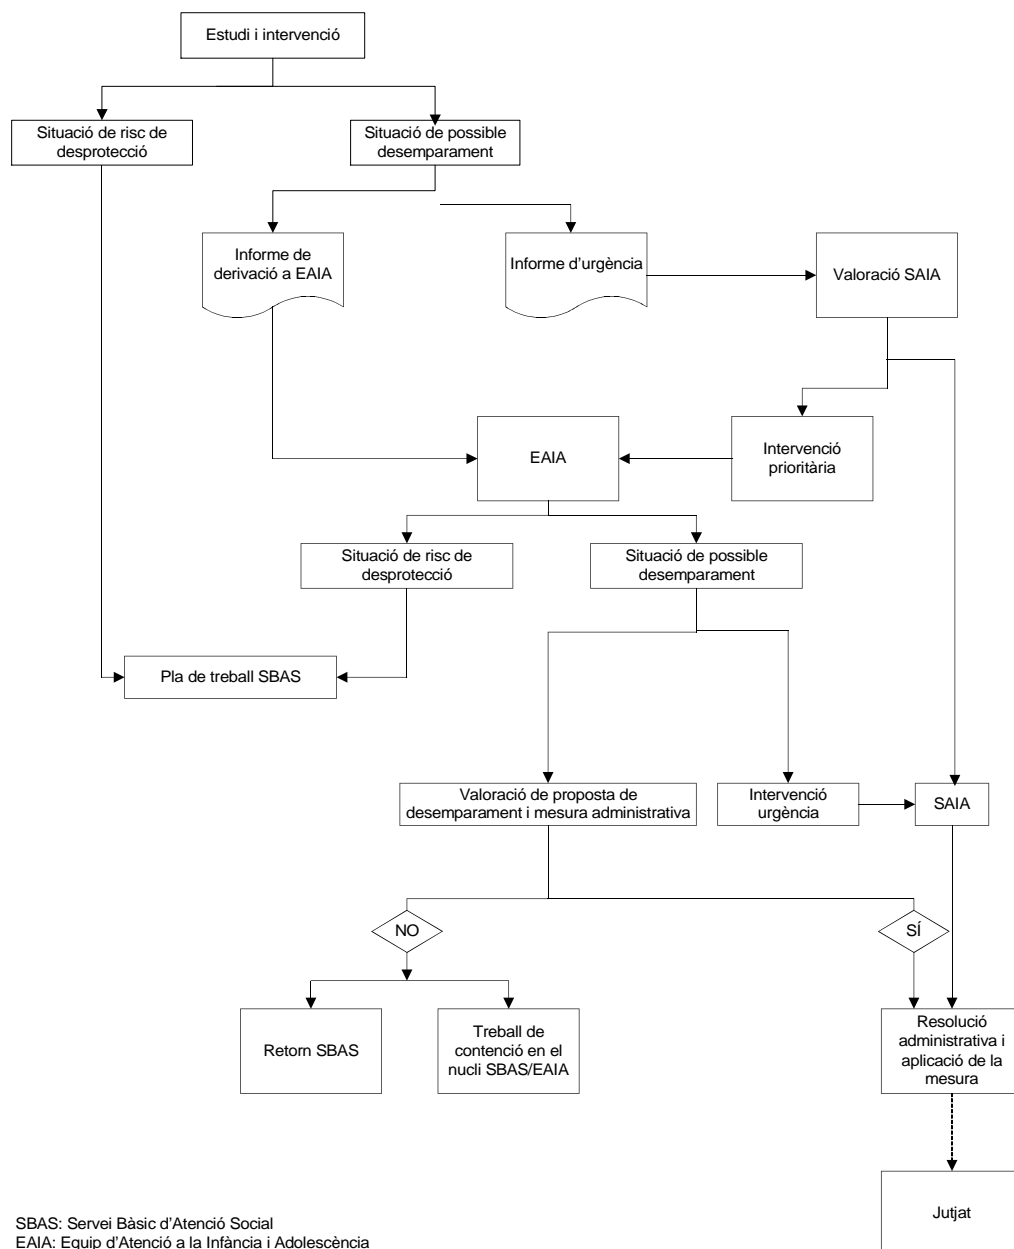 Estudi i intervenció
Situació de risc de
desprotecció
Situació de possible
desemparament
Informe de
derivació a EAIA
Informe d'urgència
Valoració SAIA
EAIA
Intervenció
prioritària
Situació de risc de
desprotecció
Situació de possible
desemparament
Pla de treball SBAS
Valoració de proposta de
desemparament i mesura administrativa
Intervenció
urgència
SAIA
NO
SÍ
Retorn SBAS
Treball de
contenció en el
nucli SBAS/EAIA
Resolució
administrativa i
aplicació de la
mesura
Jutjat
SBAS: Servei Bàsic d'Atenció Social
EAIA: Equip d'Atenció a la Infància i Adolescència